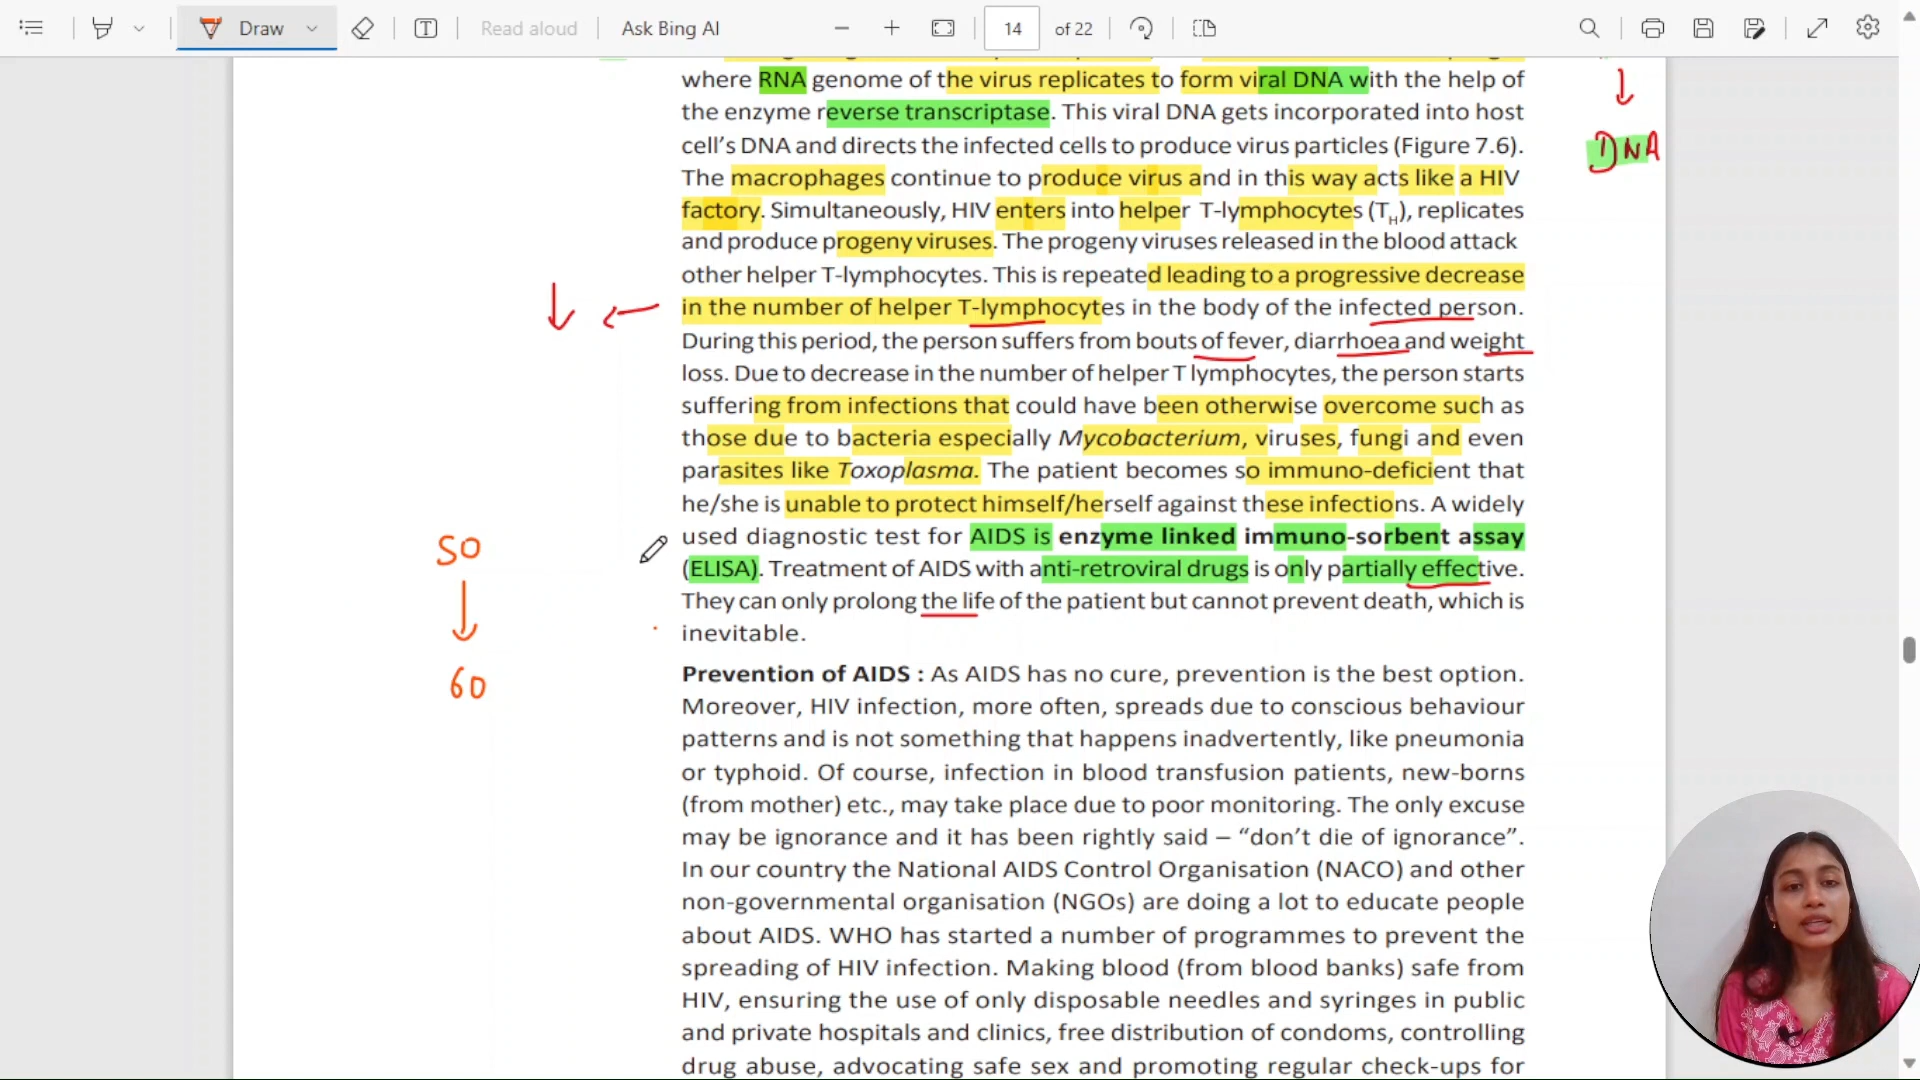 Draw
Read aloud
Ask Bing AI
14 of 22
where RNA genome of the virus replicates to form viral DNA with the help of
the enzyme reverse transcriptase. This viral DNA gets incorporated into host
cell's DNA and directs the infected cells to produce virus particles (Figure 7.6).
The macrophages continue to produce virus and in this way acts like a HIV
factory. Simultaneously, HIV enters into helper T-lymphocytes (TH), replicates
and produce progeny viruses. The progeny viruses released in the blood attack
other helper T-lymphocytes. This is repeated leading to a progressive decrease
in the number of helper T-lymphocytes in the body of the infected person.
During this period, the person suffers from bouts of fever, diarrhoea and weight
loss. Due to decrease in the number of helper T lymphocytes, the person starts
suffering from infections that could have been otherwise overcome such as
those due to bacteria especially Mycobacterium, viruses, fungi and even
parasites like Toxoplasma. The patient becomes so immuno-deficient that
he/she is unable to protect himself/herself against these infections. A widely
used diagnostic test for AIDS is enzyme linked immuno-sorbent assay
(ELISA). Treatment of AIDS with anti-retroviral drugs is only partially effective.
They can only prolong the life of the patient but cannot prevent death, which is
inevitable.
Prevention of AIDS : As AIDS has no cure, prevention is the best option.
Moreover, HIV infection, more often, spreads due to conscious behaviour
patterns and is not something that happens inadvertently, like pneumonia
or typhoid. Of course, infection in blood transfusion patients, new-borns
(from mother) etc., may take place due to poor monitoring. The only excuse
may be ignorance and it has been rightly said – “don't die of ignorance”.
In our country the National AIDS Control Organisation (NACO) and other
non-governmental organisation (NGOs) are doing a lot to educate people
about AIDS. WHO has started a number of programmes to prevent the
spreading of HIV infection. Making blood (from blood banks) safe from
HIV, ensuring the use of only disposable needles and syringes in public
and private hospitals and clinics, free distribution of condoms, controlling
drug abuse, advocating safe sex and promoting regular check-ups for
DNA
50
60